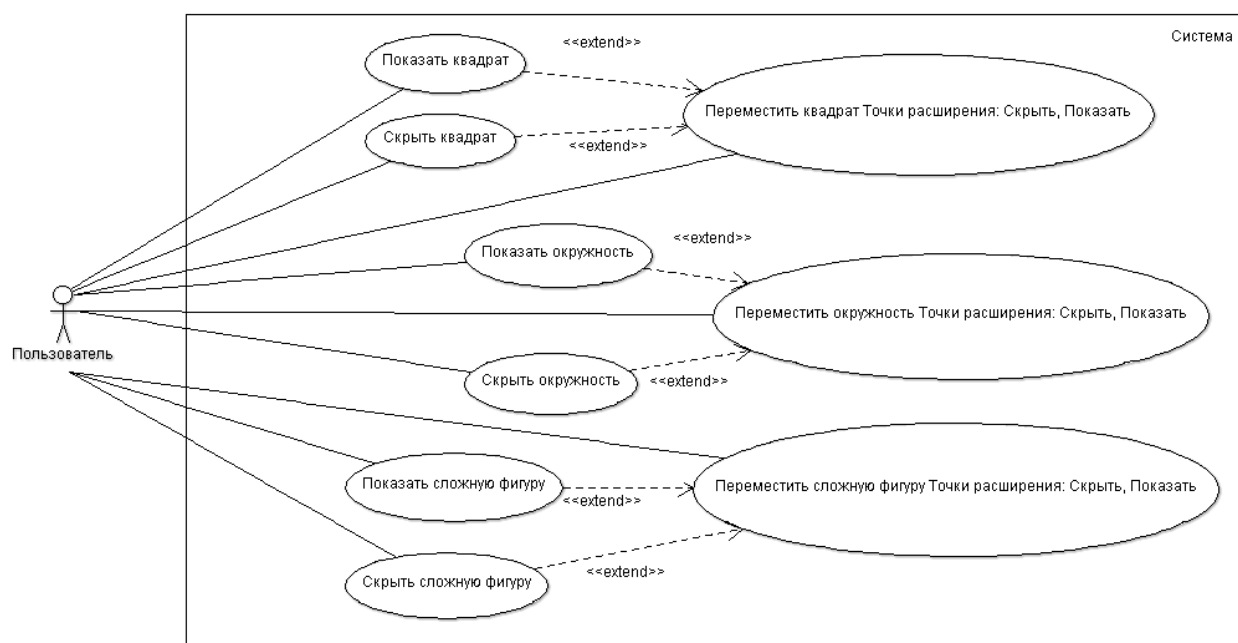 <<extend>>
Система
Показать квадрат
Переместить квадрат Точки расширения: Скрыть, Показать
Скрыть квадрат
<<extend>>
Показать окружность
<<extend>>
Переместить окружность Точки расширения: Скрыть, Показать
Пользователь
Скрыть окружность
<<extend>>
Показать сложную фигуру
<<extend>>
Переместить сложную фигуру Точки расширения: Скрыть, Показать
<<extend>>
Скрыть сложную фигуру